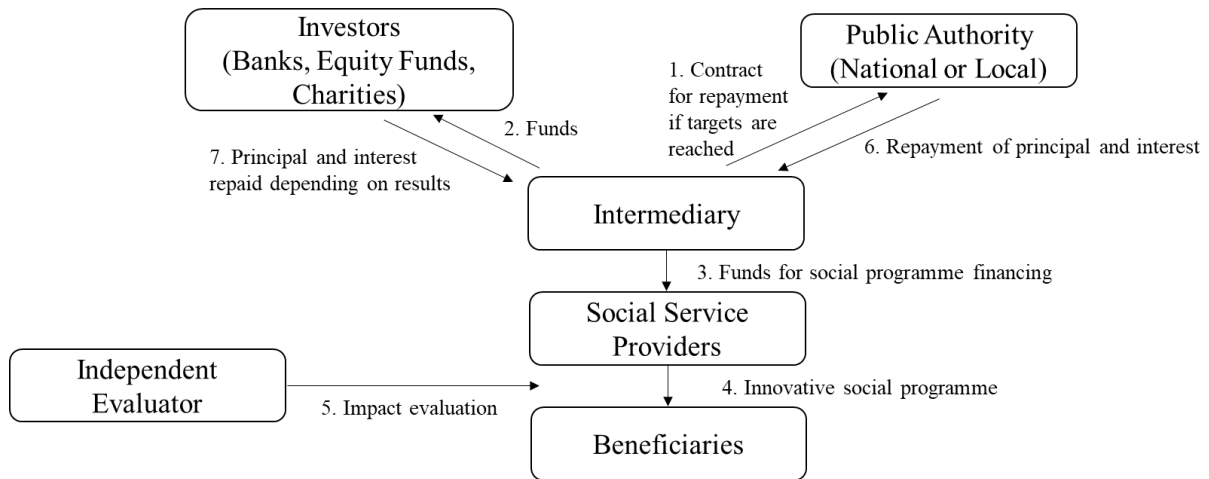 Investors
(Banks, Equity Funds,
Charities)
Public Authority
(National or Local)
1. Contract
for repayment
if targets are
reached
2. Funds
6. Repayment of principal and interest
7. Principal and interest
repaid depending on results
Intermediary
3. Funds for social programme financing
Social Service
Providers
Independent
Evaluator
4. Innovative social programme
5. Impact evaluation
Beneficiaries